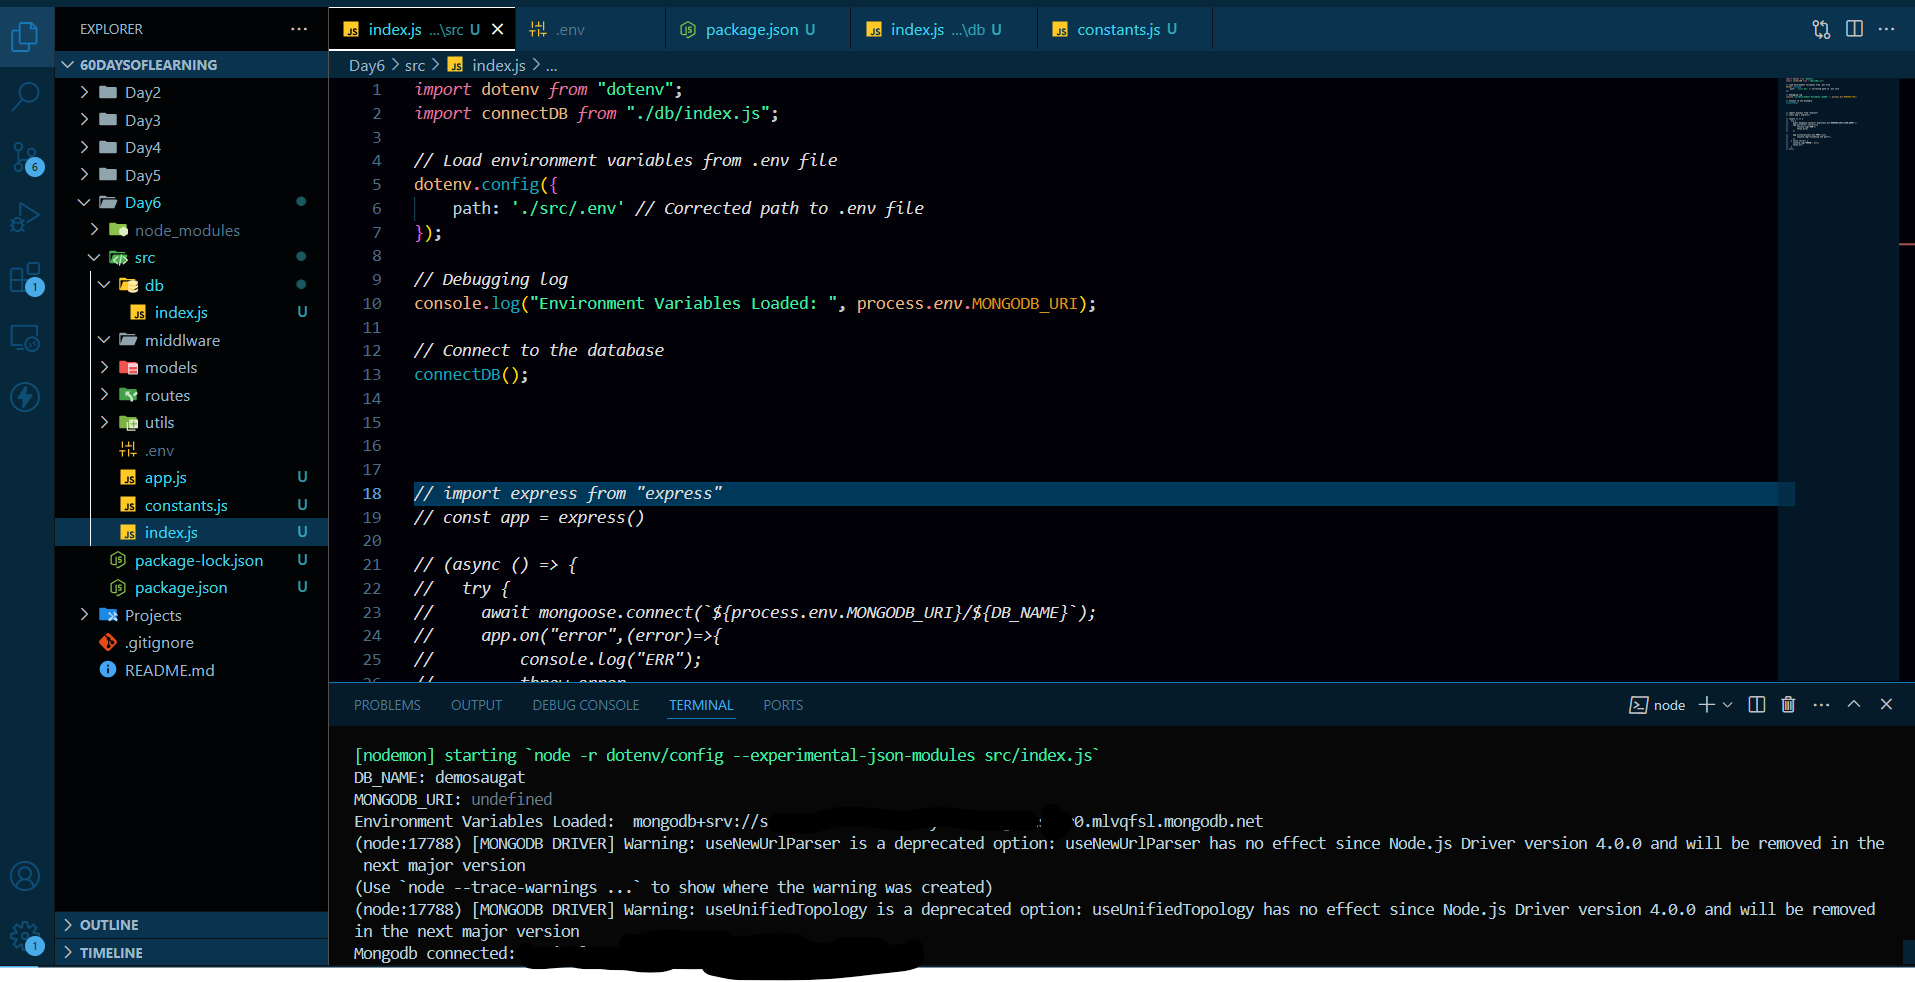 EXPLORER
60DAYSOFLEARNING
Day2
Day3
Day4
Day5
Day6
node_modules
src
db
index.js U
middlware
models
routes
utils
.env
app.js U
constants.js U
index.js U
package-lock.json U
package.json U
Projects
.gitignore
README.md
OUTLINE
TIMELINE
6
1
1
index.js ...\src U
.env
package.json U
index.js ...\db U
constants.js U
Day6 > src > index.js > ...
1 import dotenv from "dotenv";
2 import connectDB from "./db/index.js";
3
4 // Load environment variables from .env file
5 dotenv.config({
6     path: './src/.env' // Corrected path to .env file
7 });
8
9 // Debugging log
10 console.log("Environment Variables Loaded: ", process.env.MONGODB_URI);
11
12 // Connect to the database
13 connectDB();
14
15
16
17
18 // import express from "express"
19 // const app = express()
20
21 // (async () => {
22 //   try {
23 //     await mongoose.connect(`${process.env.MONGODB_URI}/${DB_NAME}`);
24 //     app.on("error",(error)=>{
25 //         console.log("ERR");
26 //         throw error
PROBLEMS OUTPUT DEBUG CONSOLE TERMINAL PORTS
node
[nodemon] starting `node -r dotenv/config --experimental-json-modules src/index.js`
DB_NAME: demosaugat
MONGODB_URI: undefined
Environment Variables Loaded:  mongodb+srv://s r0.mlvqfsl.mongodb.net
(node:17788) [MONGODB DRIVER] Warning: useNewUrlParser is a deprecated option: useNewUrlParser has no effect since Node.js Driver version 4.0.0 and will be removed in the
next major version
(Use `node --trace-warnings ...` to show where the warning was created)
(node:17788) [MONGODB DRIVER] Warning: useUnifiedTopology is a deprecated option: useUnifiedTopology has no effect since Node.js Driver version 4.0.0 and will be removed
in the next major version
Mongodb connected: